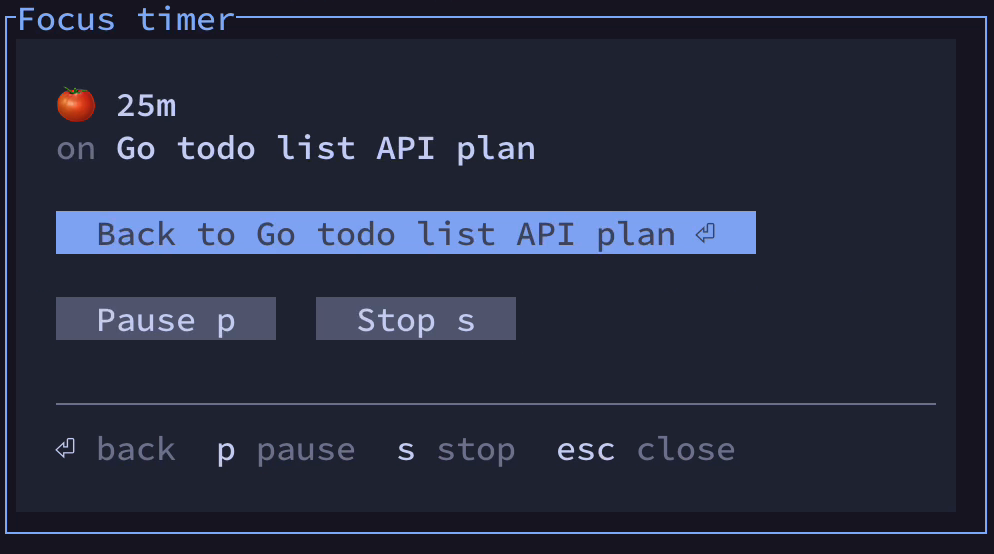 Focus timer
🍅 25m
on Go todo list API plan
Back to Go todo list API plan ⏎
Pause p Stop s
⏎ back p pause s stop esc close